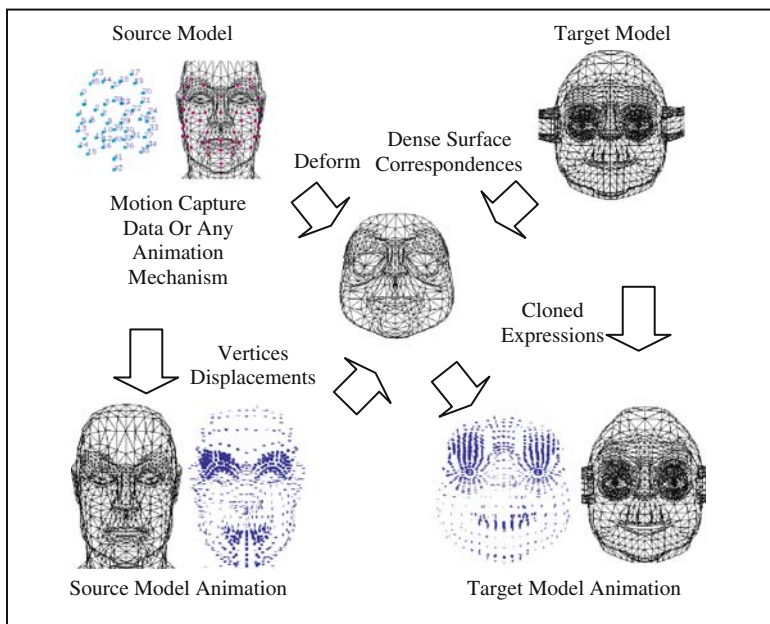 Source Model
Target Model
Deform
Dense Surface
Correspondences
Motion Capture
Data Or Any
Animation
Mechanism
Cloned
Expressions
Vertices
Displacements
Source Model Animation
Target Model Animation